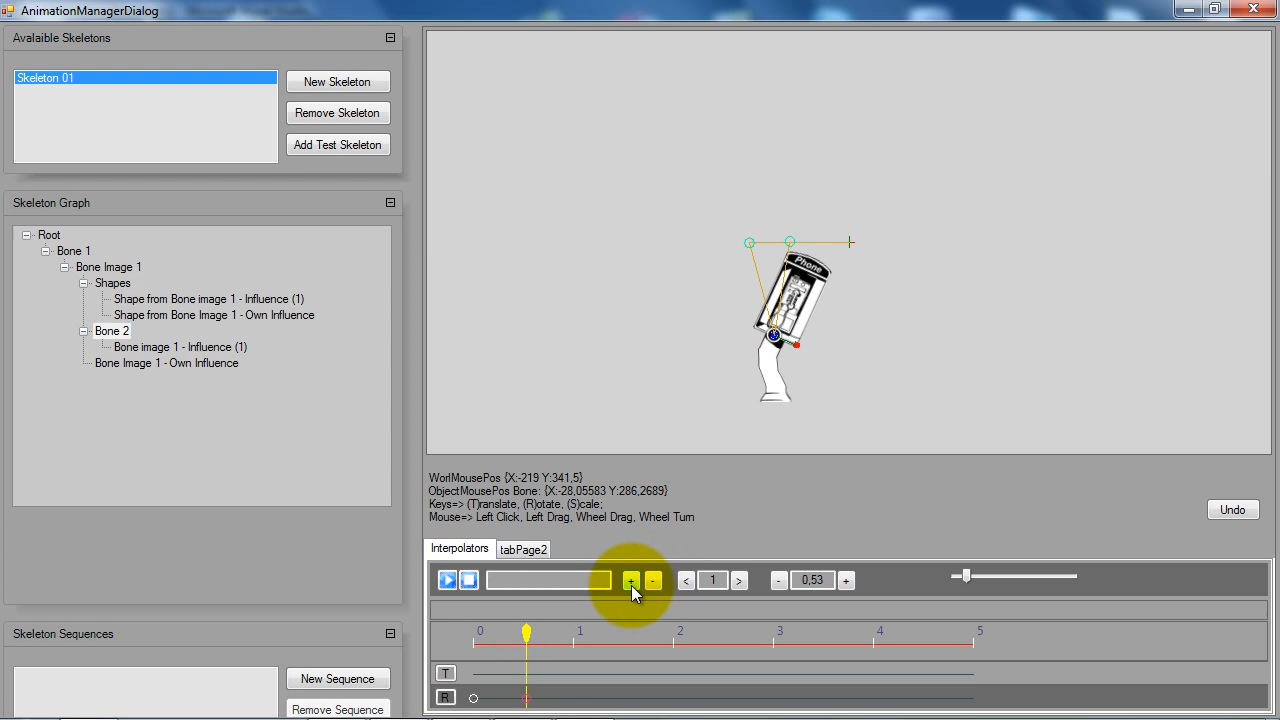 AnimationManagerDialog
Avalaible Skeletons
Skeleton 01
New Skeleton
Remove Skeleton
Add Test Skeleton
Skeleton Graph
Root
Bone 1
Bone Image 1
Shapes
Shape from Bone image 1 - Influence (1)
Shape from Bone Image 1 - Own Influence
Bone 2
Bone image 1 - Influence (1)
Bone Image 1 - Own Influence
Skeleton Sequences
New Sequence
Remove Sequence
Phone
WorlMousePos {X:-219 Y:341,5}
ObjectMousePos Bone: {X:-28,05583 Y:286,2689}
Keys=> (T)ranslate, (R)otate, (S)cale;
Mouse=> Left Click, Left Drag, Wheel Drag, Wheel Turn
Undo
Interpolators tabPage2
+ - < 1 > - 0,53 +
0 1 2 3 4 5
T
R